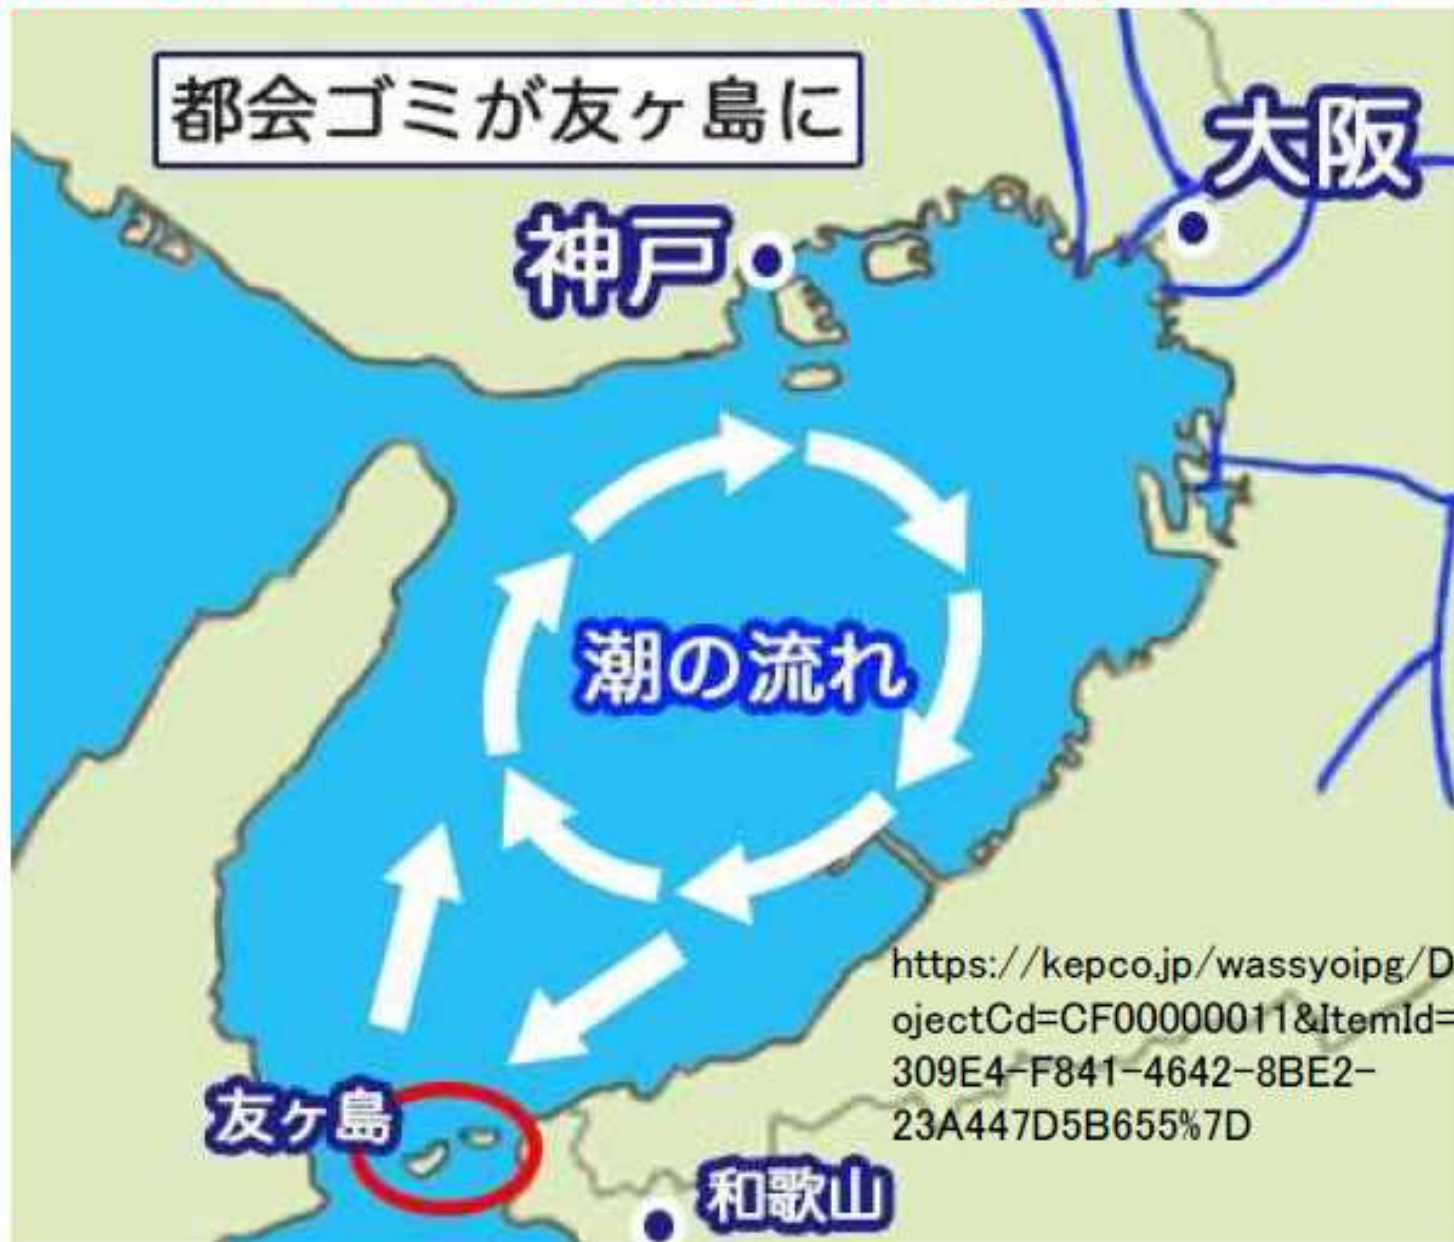 都会ゴミが友ヶ島に
大阪
神戸
潮の流れ
https://kepco.jp/wassyoipg/D
ojectCd=CF00000011&ItemId=
309E4-F841-4642-8BE2-
23A447D5B655%7D
友ヶ島
和歌山